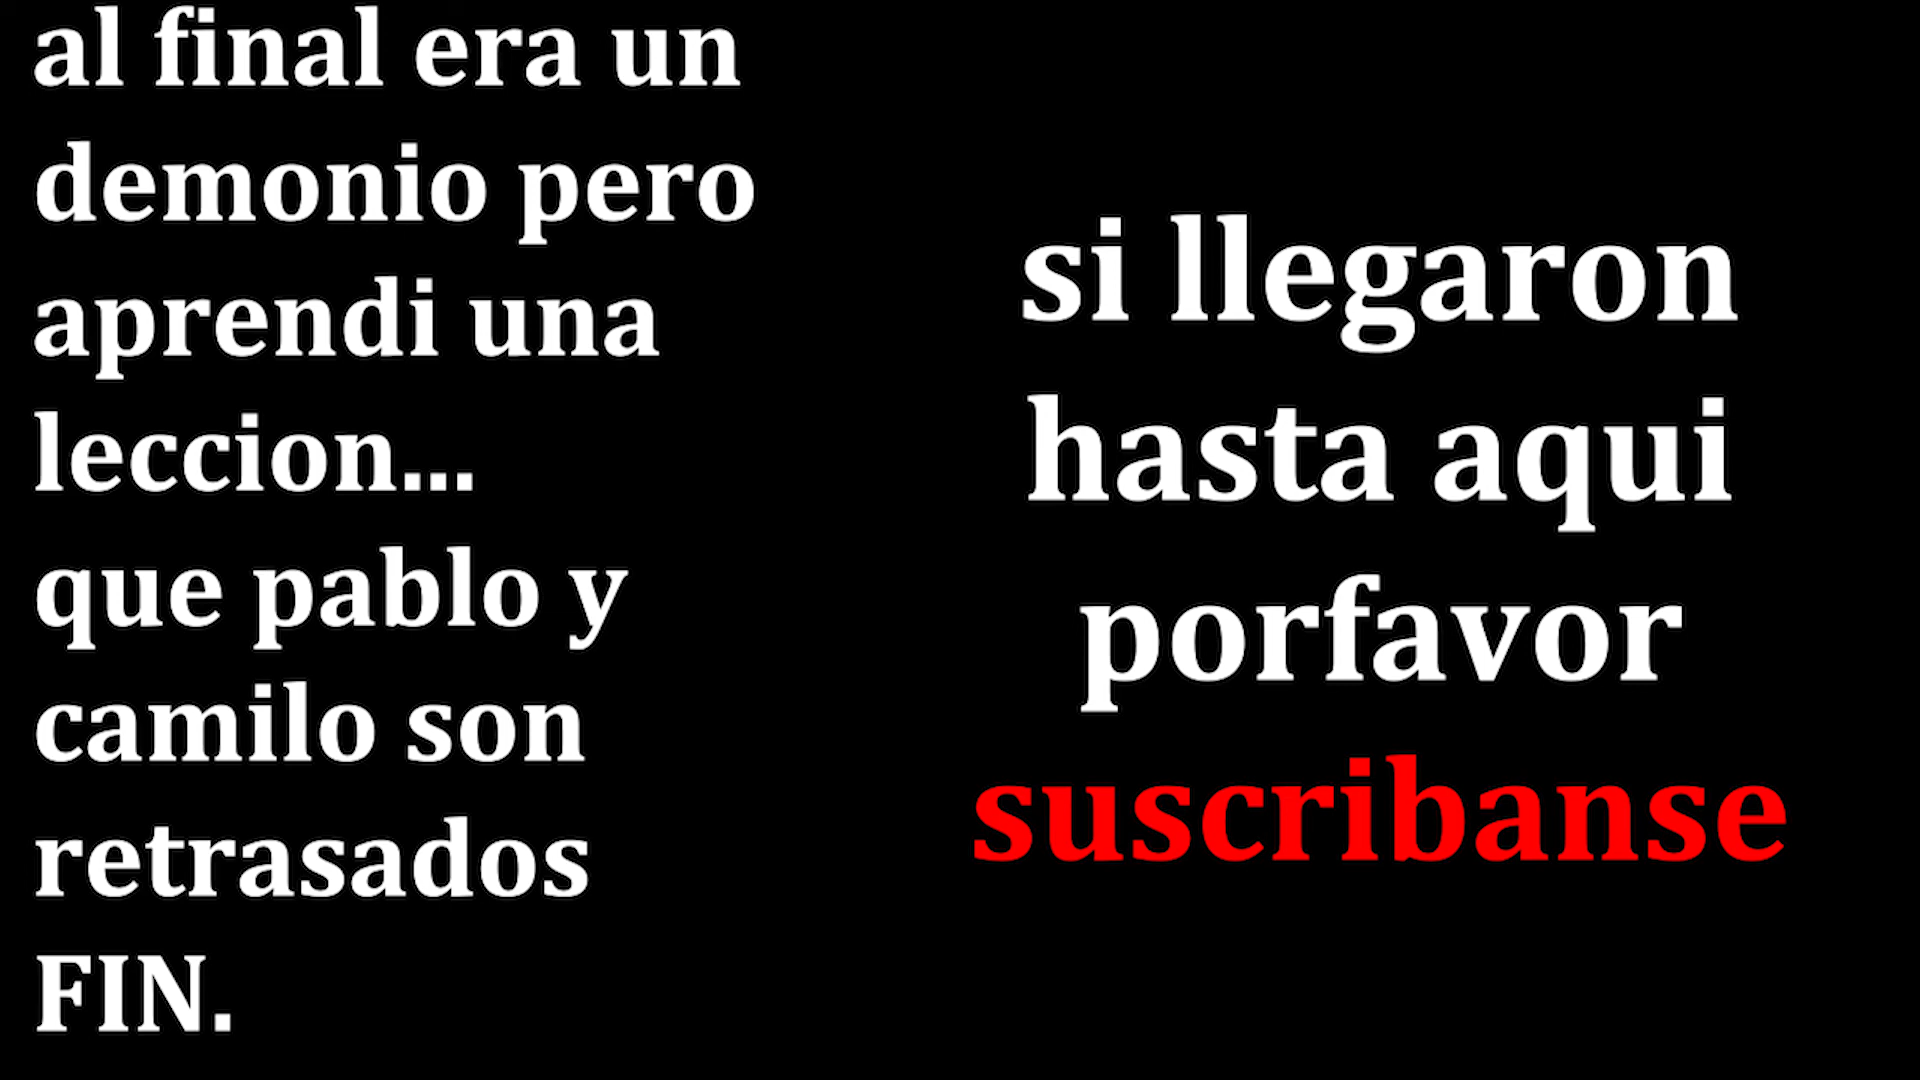 al final era un
demonio pero
aprendi una
leccion...
que pablo y
camilo son
retrasados
FIN.
si llegaron
hasta aqui
porfavor
suscribanse